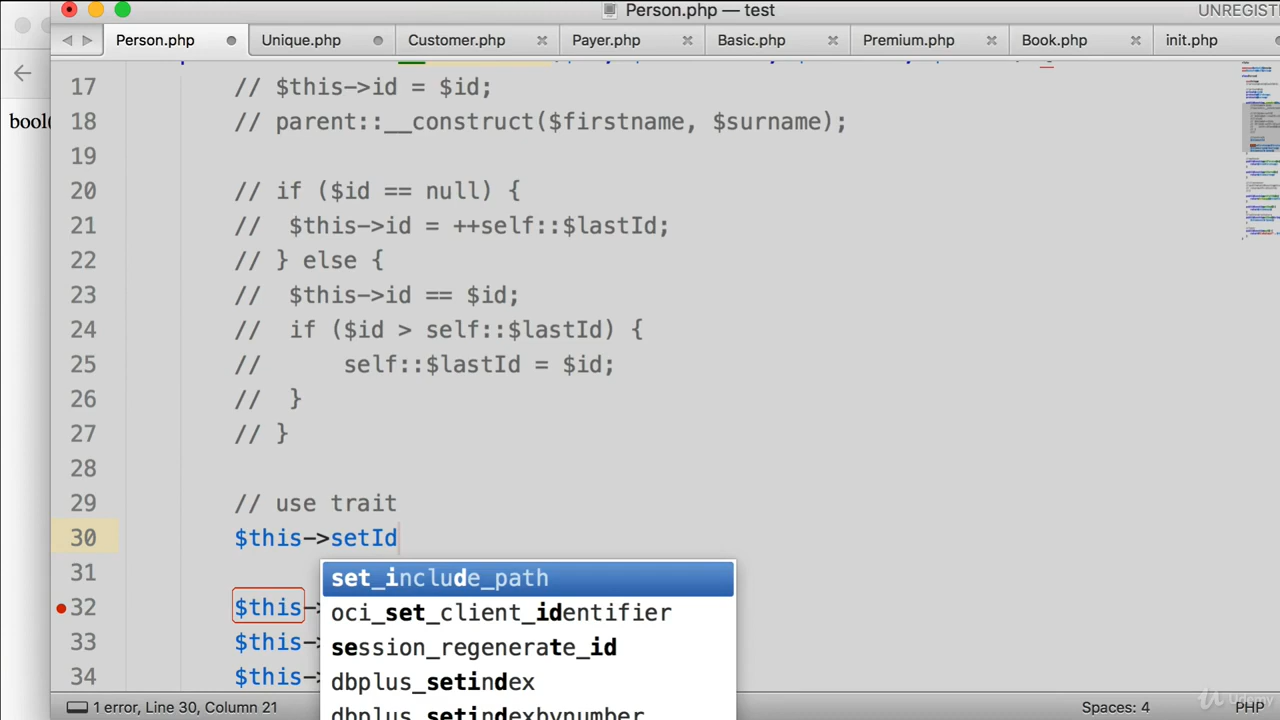 Person.php — test
UNREGIST
Person.php Unique.php Customer.php Payer.php Basic.php Premium.php Book.php init.php
bool(
17 // $this->id = $id;
18 // parent::__construct($firstname, $surname);
19
20 // if ($id == null) {
21 //  $this->id = ++self::$lastId;
22 // } else {
23 //  $this->id == $id;
24 //  if ($id > self::$lastId) {
25 //      self::$lastId = $id;
26 //  }
27 // }
28
29 // use trait
30 $this->setId
31
set_include_path
oci_set_client_identifier
32 $this-
session_regenerate_id
33 $this-
dbplus_setindex
34 $this-
dbplus_setindexbynumber
1 error, Line 30, Column 21 Spaces: 4 PHP
Udemy